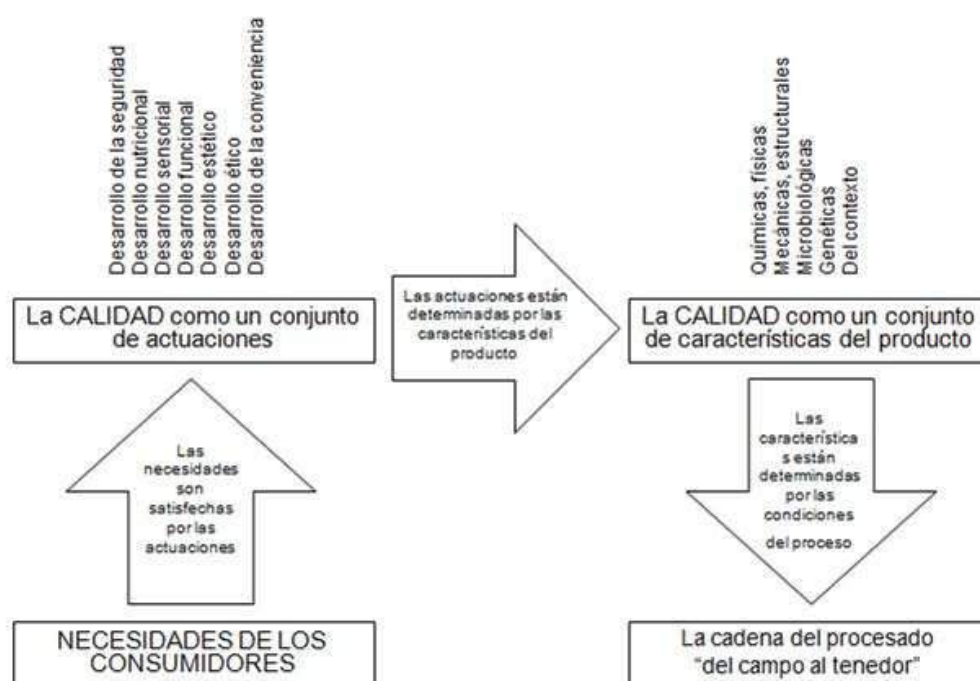 Desarrollo de la seguridad
Desarrollo nutricional
Desarrollo sensorial
Desarrollo funcional
Desarrollo estético
Desarrollo ético
Desarrollo de la conveniencia
Químicas, físicas
Mecánicas, estructurales
Microbiológicas
Genéticas
Del contexto
La CALIDAD como un conjunto
de actuaciones
Las actuaciones están
determinadas por las
características del
producto
La CALIDAD como un conjunto
de características del producto
Las
necesidades
son
satisfechas
por las
actuaciones
Las
característica
s están
determinadas
por las
condiciones
del proceso
NECESIDADES DE LOS
CONSUMIDORES
La cadena del procesado
“del campo al tenedor”